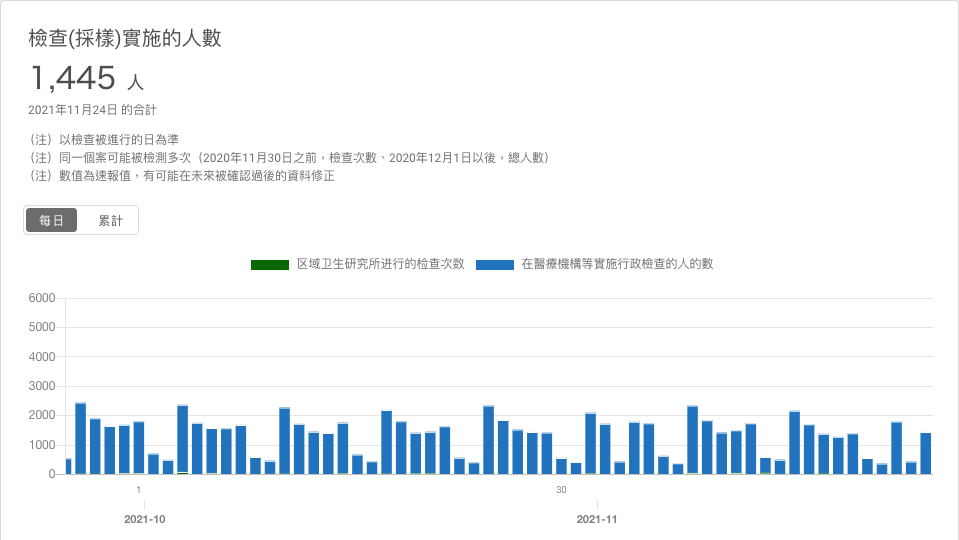 檢查(採樣)實施的人數
1,445 人
2021年11月24日 的合計
（注）以檢查被進行的日為準
（注）同一個案可能被檢測多次（2020年11月30日之前，檢查次數、2020年12月1日以後，總人數）
（注）數值為速報值，有可能在未來被確認過後的資料修正
每日 累計
区域卫生研究所进行的检查次数 在醫療機構等實施行政檢查的人的數
6000
5000
4000
3000
2000
1000
0
1 30
2021-10 2021-11